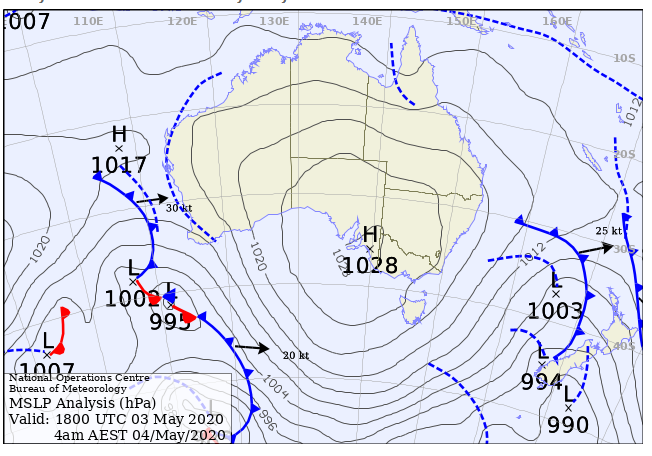 .007
110E 120E 130E 140E 150E 160E
10S
1012
H
1017
20S
30 kt
25 kt
30S
H
1028
1020
1020
1012
L
1002
L
995
L
1003
L
1007
20 kt
40S
L
994
L
990
1004
996
National Operations Centre
Bureau of Meteorology
MSLP Analysis (hPa)
Valid: 1800 UTC 03 May 2020
4am AEST 04/May/2020